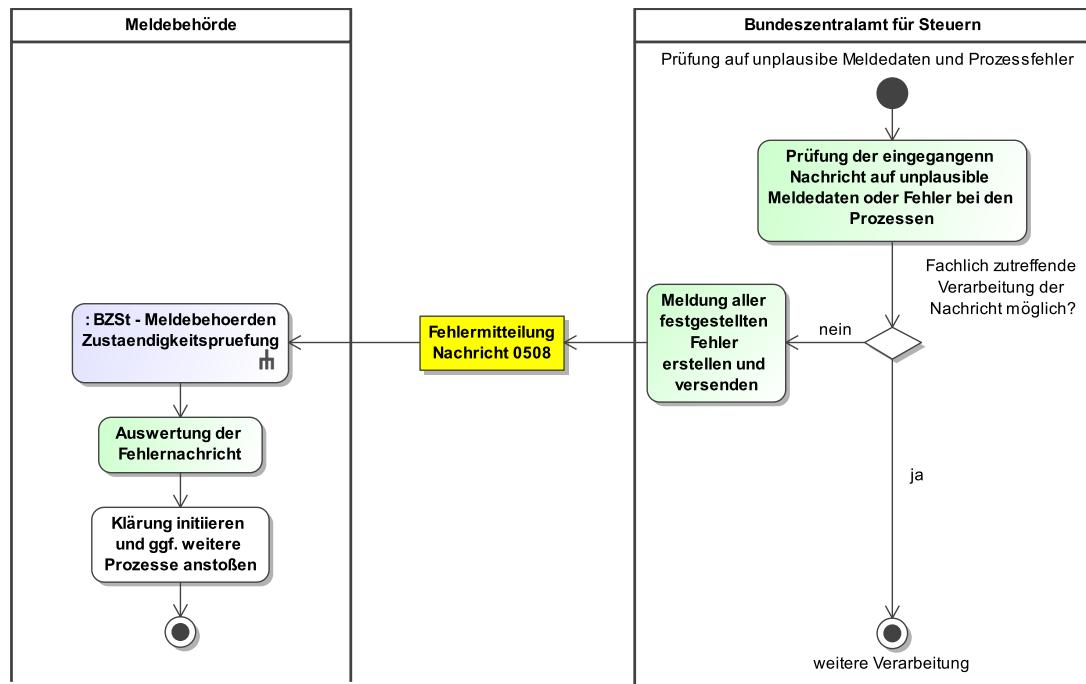 Meldebehörde
Bundeszentralamt für Steuern
Prüfung auf unplausibe Meldedaten und Prozessfehler
Prüfung der eingegangenn
Nachricht auf unplausible
Meldedaten oder Fehler bei den
Prozessen
Fachlich zutreffende
Verarbeitung der
Nachricht möglich?
nein
Meldung aller
festgestellten
Fehler
erstellen und
versenden
Fehlermitteilung
Nachricht 0508
: BZSt - Meldebehoerden
Zustaendigkeitspruefung
Auswertung der
Fehlernachricht
Klärung initiieren
und ggf. weitere
Prozesse anstoßen
ja
weitere Verarbeitung